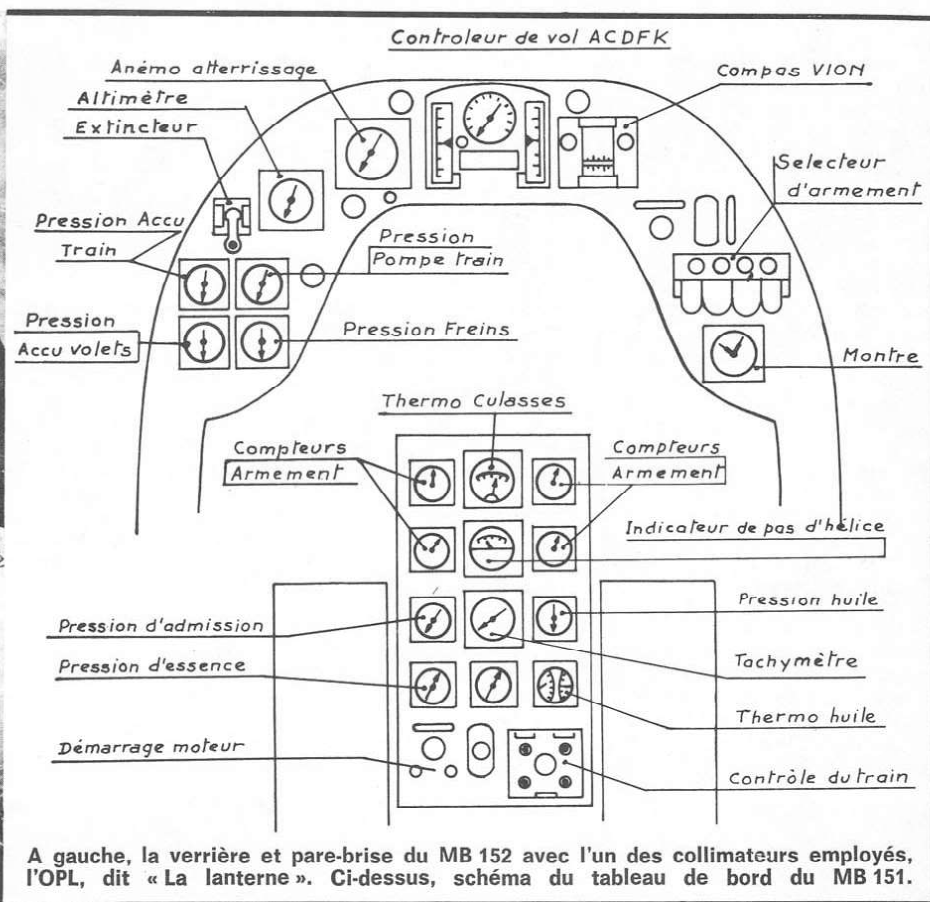 Controleur de vol ACDFK
Anémo atterrissage
Altimètre
Extincteur
Compas VION
Selecteur
d'armement
Pression Accu
Train
Pression
Pompe train
Pression
Accu volets
Pression Freins
Montre
Thermo Culasses
Compteurs
Armement
Compteurs
Armement
Indicateur de pas d'hélice
Pression d'admission
Pression huile
Pression d'essence
Tachymètre
Thermo huile
Démarrage moteur
Contrôle du train
A gauche, la verrière et pare-brise du MB 152 avec l'un des collimateurs employés,
l'OPL, dit « La lanterne ». Ci-dessus, schéma du tableau de bord du MB 151.